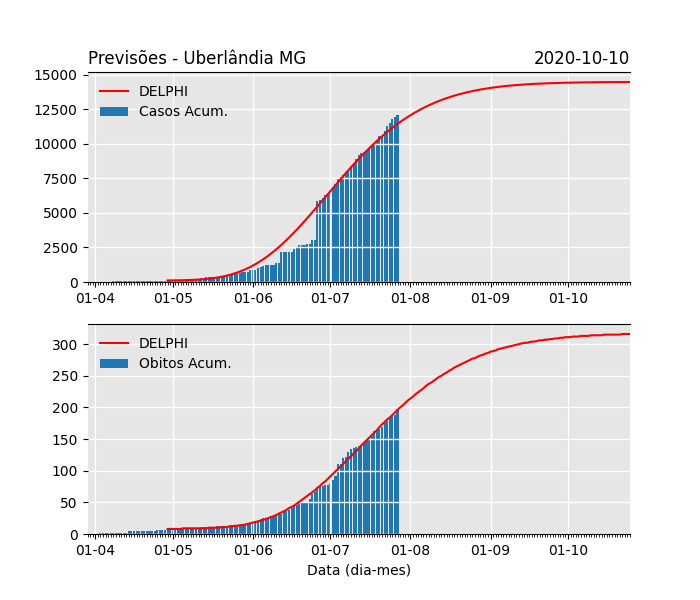 Previsões - Uberlândia MG 2020-10-10
15000
12500
10000
7500
5000
2500
0
DELPHI
Casos Acum.
01-04 01-05 01-06 01-07 01-08 01-09 01-10
300
250
200
150
100
50
0
DELPHI
Obitos Acum.
01-04 01-05 01-06 01-07 01-08 01-09 01-10
Data (dia-mes)